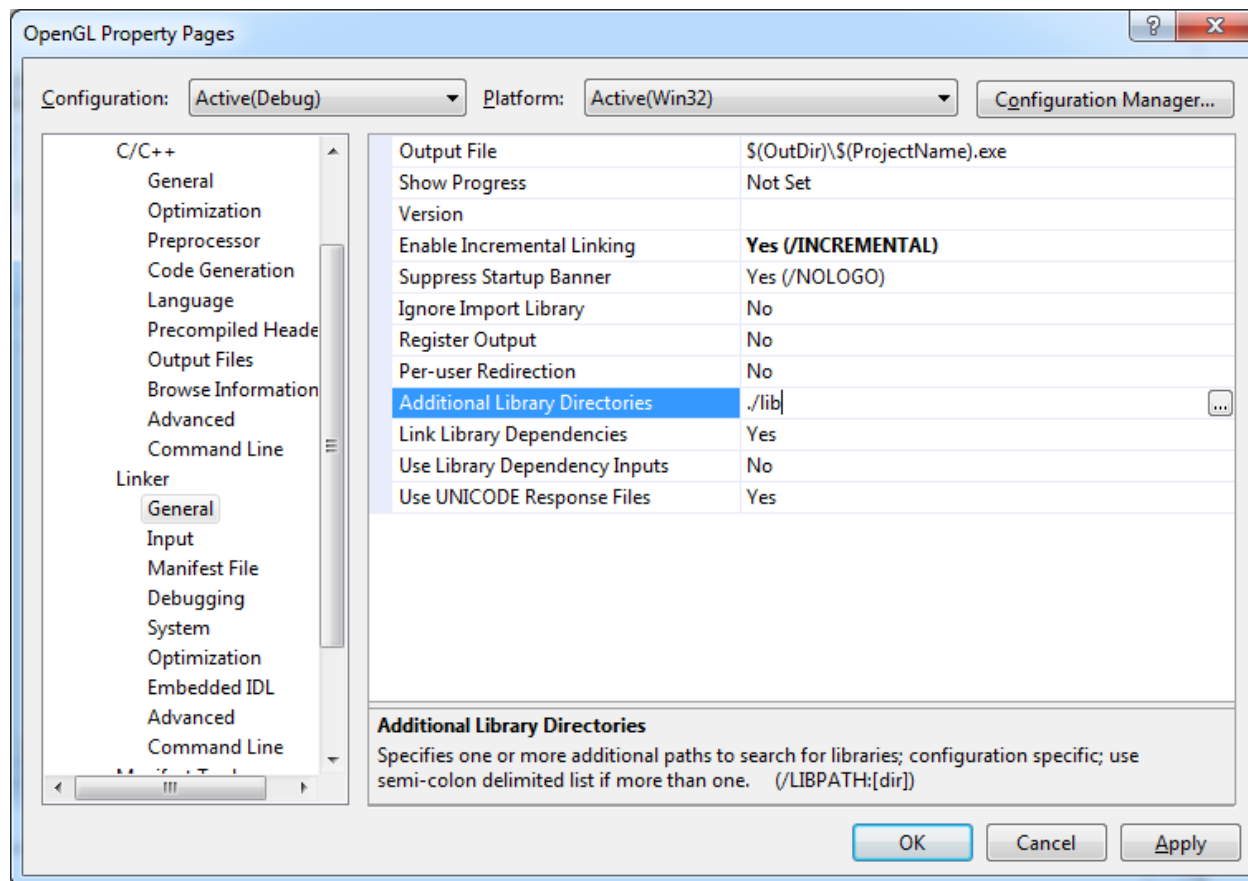 OpenGL Property Pages
Configuration: Active(Debug) Platform: Active(Win32) Configuration Manager...
C/C++
General
Optimization
Preprocessor
Code Generation
Language
Precompiled Heade
Output Files
Browse Information
Advanced
Command Line
Linker
General
Input
Manifest File
Debugging
System
Optimization
Embedded IDL
Advanced
Command Line
Output File $(OutDir)\$(ProjectName).exe
Show Progress Not Set
Version
Enable Incremental Linking Yes (/INCREMENTAL)
Suppress Startup Banner Yes (/NOLOGO)
Ignore Import Library No
Register Output No
Per-user Redirection No
Additional Library Directories ./lib ...
Link Library Dependencies Yes
Use Library Dependency Inputs No
Use UNICODE Response Files Yes
Additional Library Directories
Specifies one or more additional paths to search for libraries; configuration specific; use
semi-colon delimited list if more than one. (/LIBPATH:[dir])
OK Cancel Apply